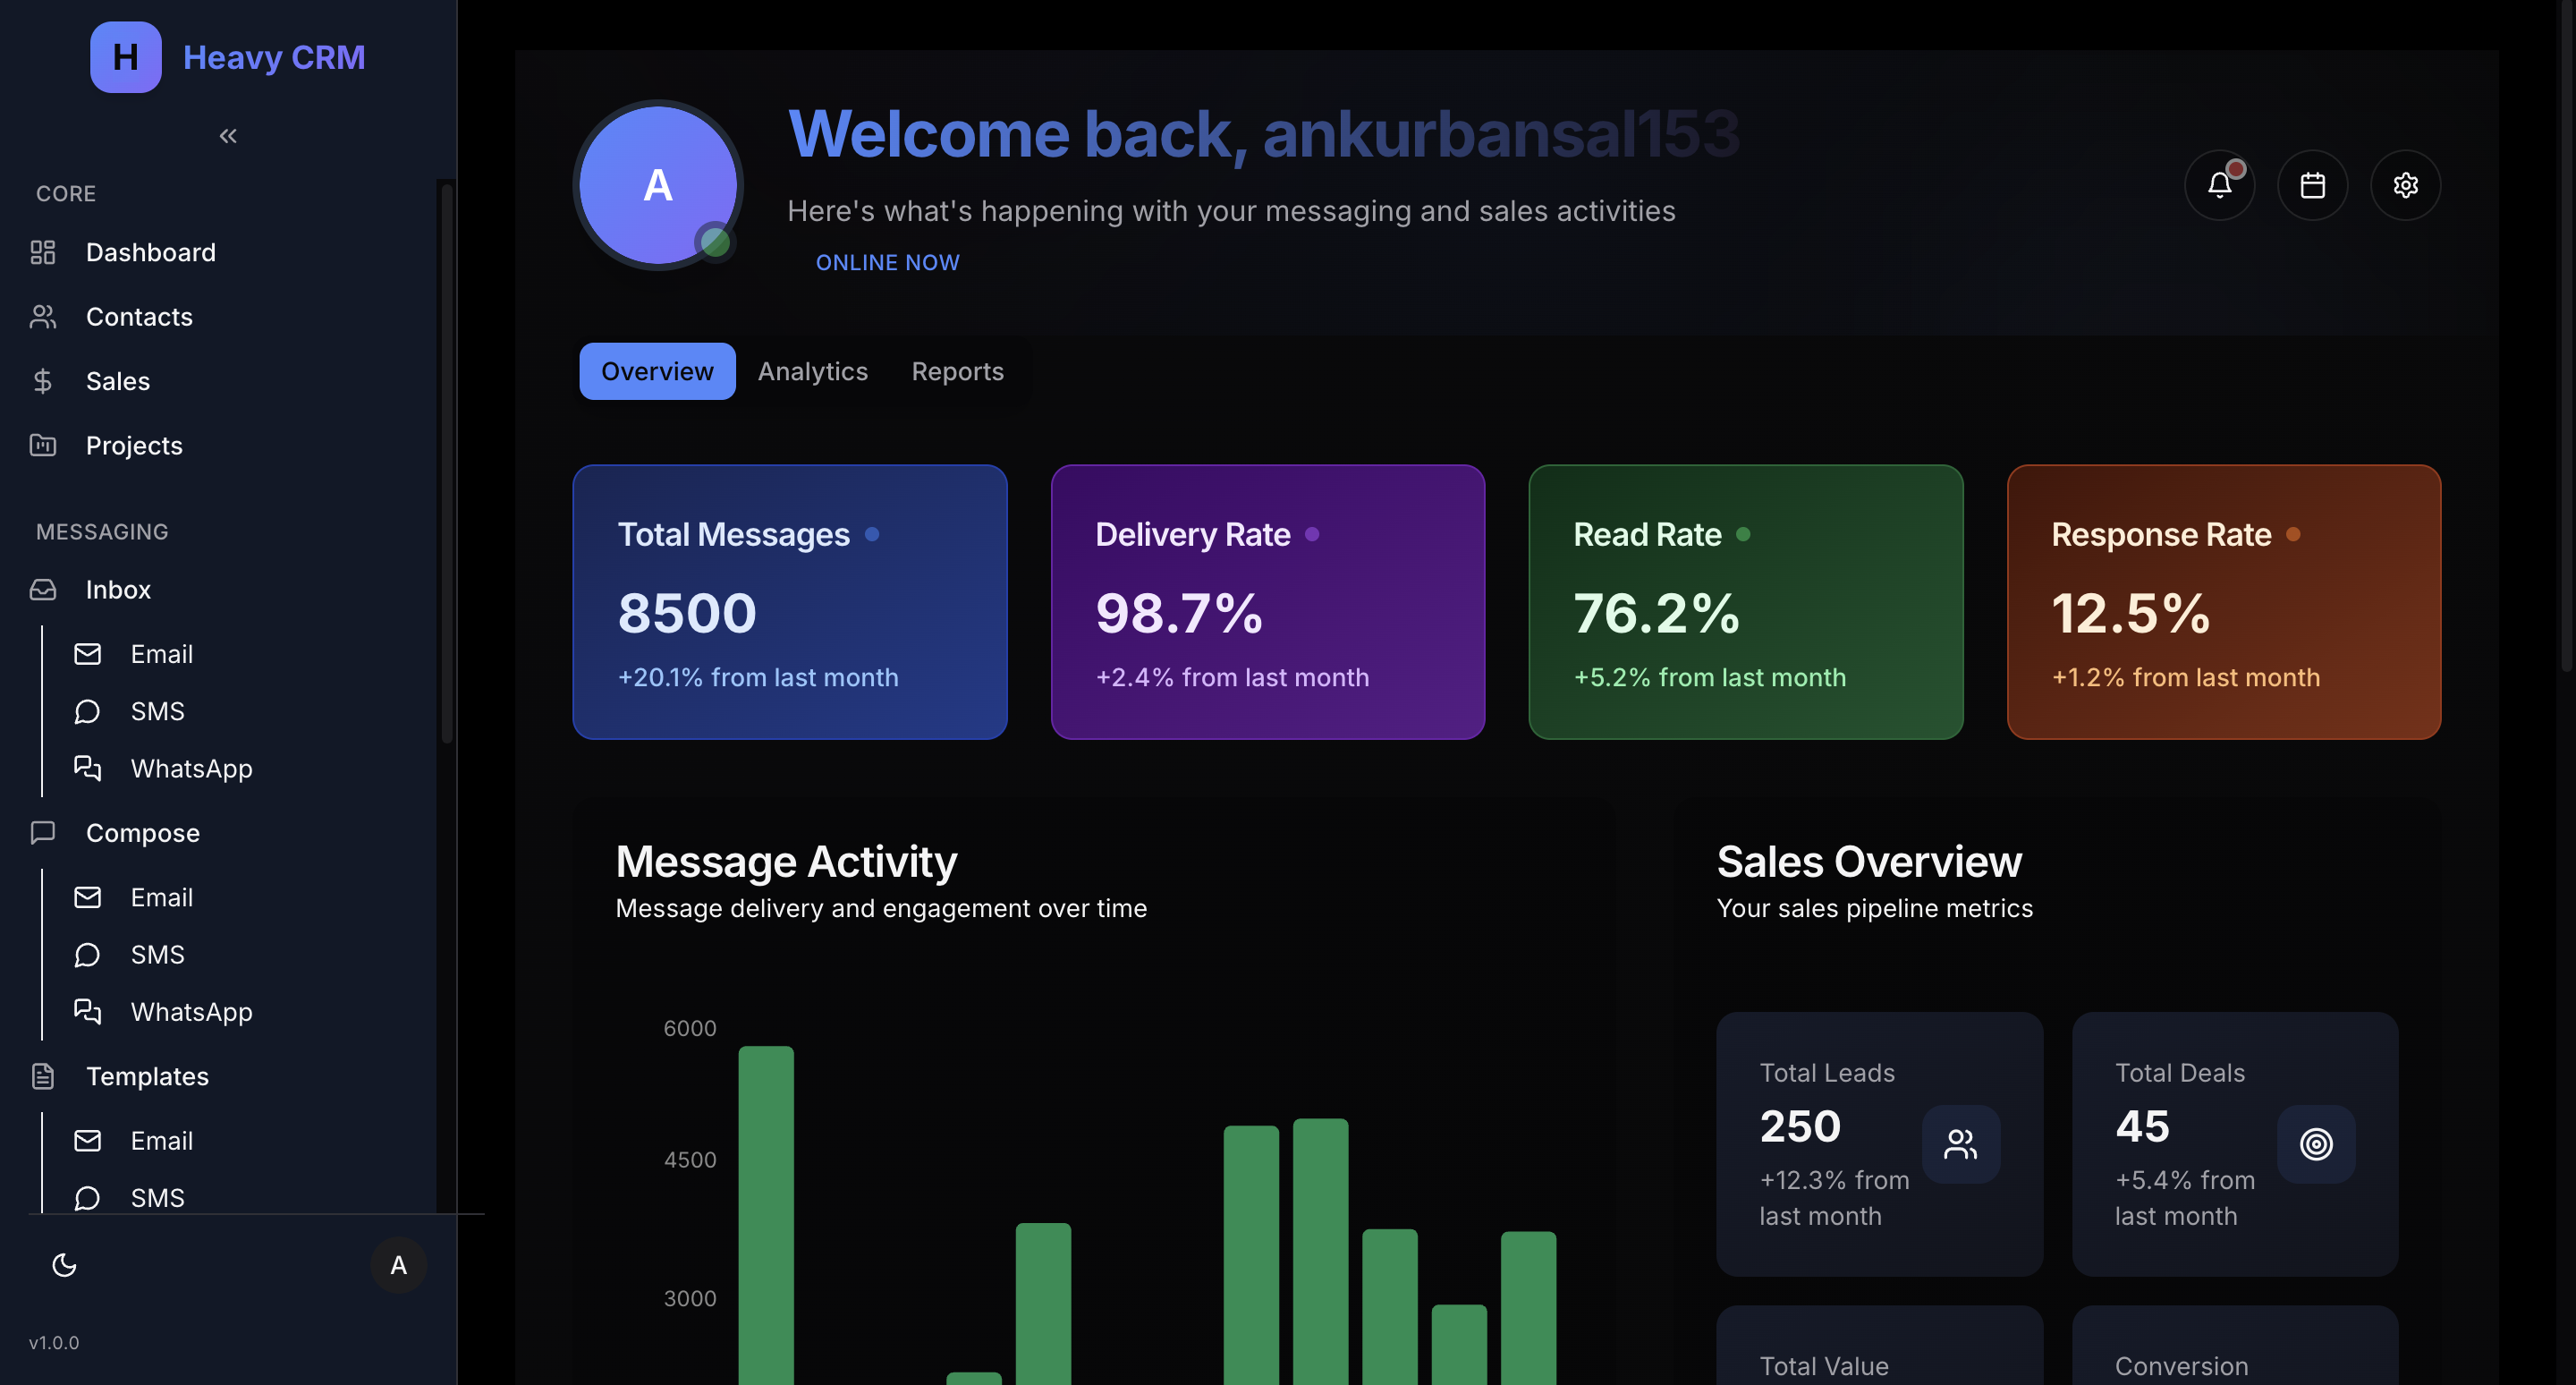 H
Heavy CRM
CORE
Dashboard
Contacts
Sales
Projects
MESSAGING
Inbox
Email
SMS
WhatsApp
Compose
Email
SMS
WhatsApp
Templates
Email
SMS
A
v1.0.0
A
Welcome back, ankurbansal153
Here's what's happening with your messaging and sales activities
ONLINE NOW
Overview
Analytics
Reports
Total Messages
8500
+20.1% from last month
Delivery Rate
98.7%
+2.4% from last month
Read Rate
76.2%
+5.2% from last month
Response Rate
12.5%
+1.2% from last month
Message Activity
Message delivery and engagement over time
6000
4500
3000
Sales Overview
Your sales pipeline metrics
Total Leads
250
+12.3% from
last month
Total Deals
45
+5.4% from
last month
Total Value
Conversion